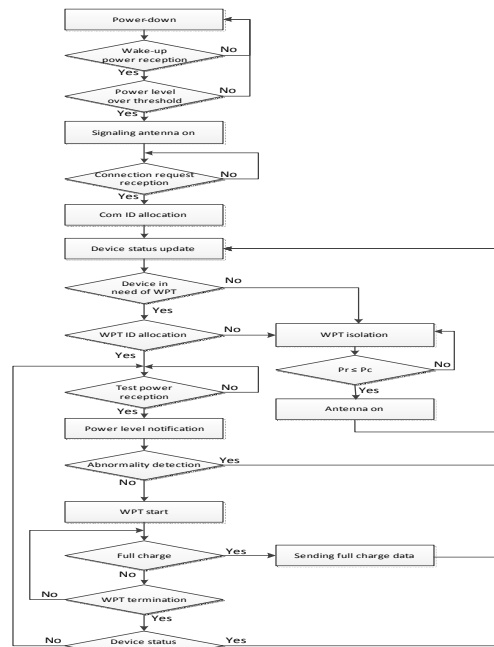 Power-down
Wake-up
power reception
No
Yes
Power level
over threshold
No
Yes
Signaling antenna on
Connection request
reception
No
Yes
Com ID allocation
Device status update
Device in
need of WPT
No
Yes
WPT ID allocation
No
WPT isolation
Yes
Pr ≤ Pc
No
Test power
reception
No
Yes
Yes
Antenna on
Power level notification
Abnormality detection
Yes
No
WPT start
Full charge
Yes
Sending full charge data
No
WPT termination
No
Yes
No
Device status
Yes